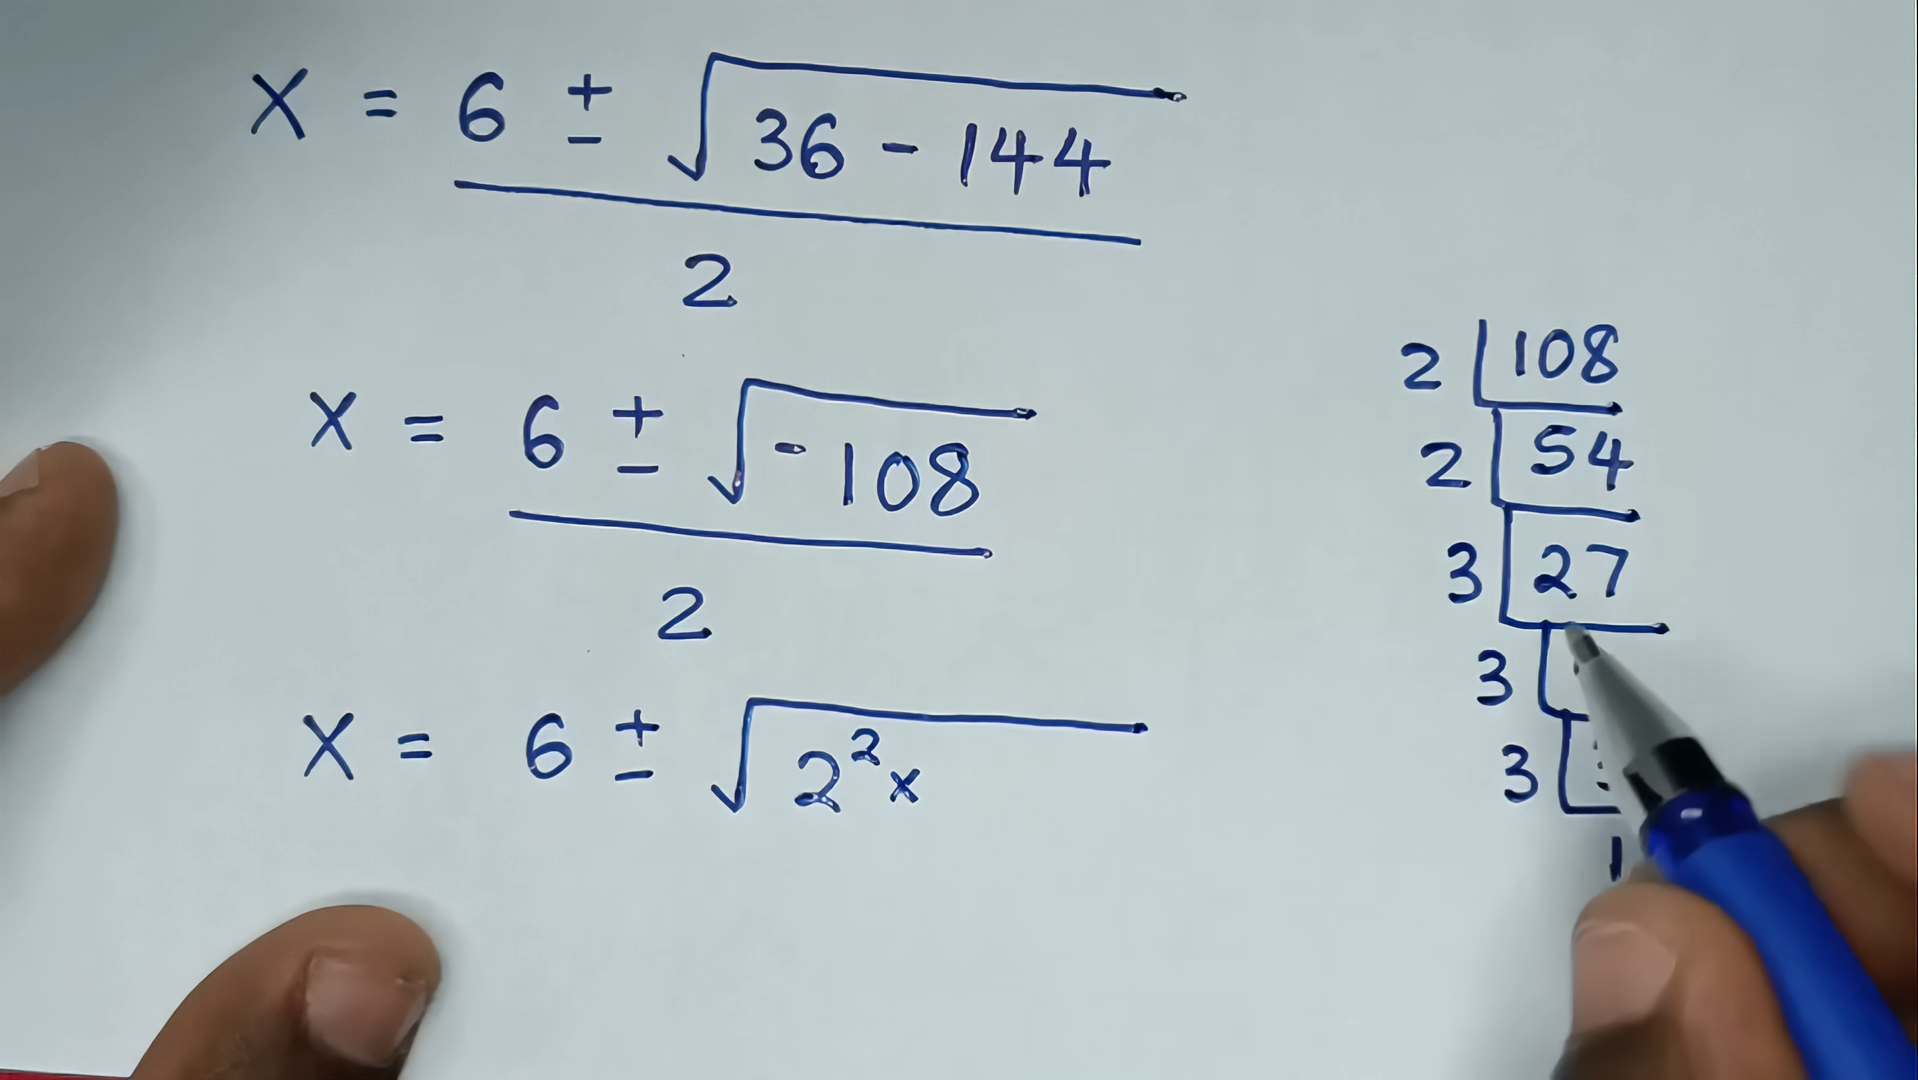 x = 6 ± √36 - 144
2
x = 6 ± √-108
2
x = 6 ± √2²x
2 | 108
2 | 54
3 | 27
3 |
3 |
1